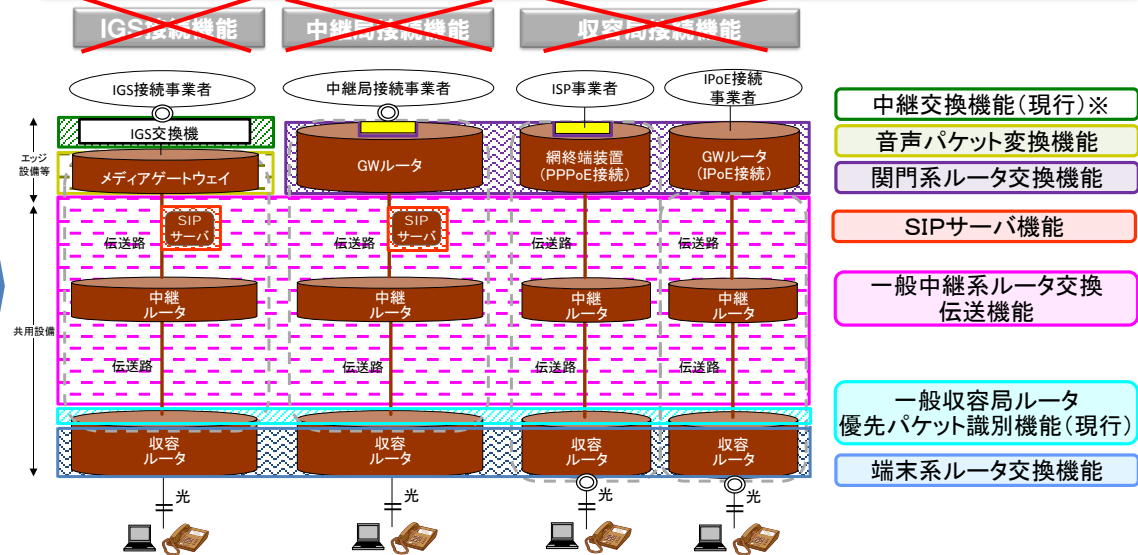 IGS接続機能
中継局接続機能
収容局接続機能
IGS接続事業者
中継局接続事業者
ISP事業者
IPoE接続
事業者
IGS交換機
メディアゲートウェイ
GWルータ
網終端装置
(PPPoE接続)
GWルータ
(IPoE接続)
エッジ
設備等
共用設備
SIP
サーバ
SIP
サーバ
伝送路
伝送路
伝送路
伝送路
中継
ルータ
中継
ルータ
中継
ルータ
中継
ルータ
伝送路
伝送路
伝送路
伝送路
収容
ルータ
収容
ルータ
収容
ルータ
収容
ルータ
光
光
光
光
中継交換機能(現行)※
音声パケット変換機能
関門系ルータ交換機能
SIPサーバ機能
一般中継系ルータ交換
伝送機能
一般収容局ルータ
優先パケット識別機能(現行)
端末系ルータ交換機能